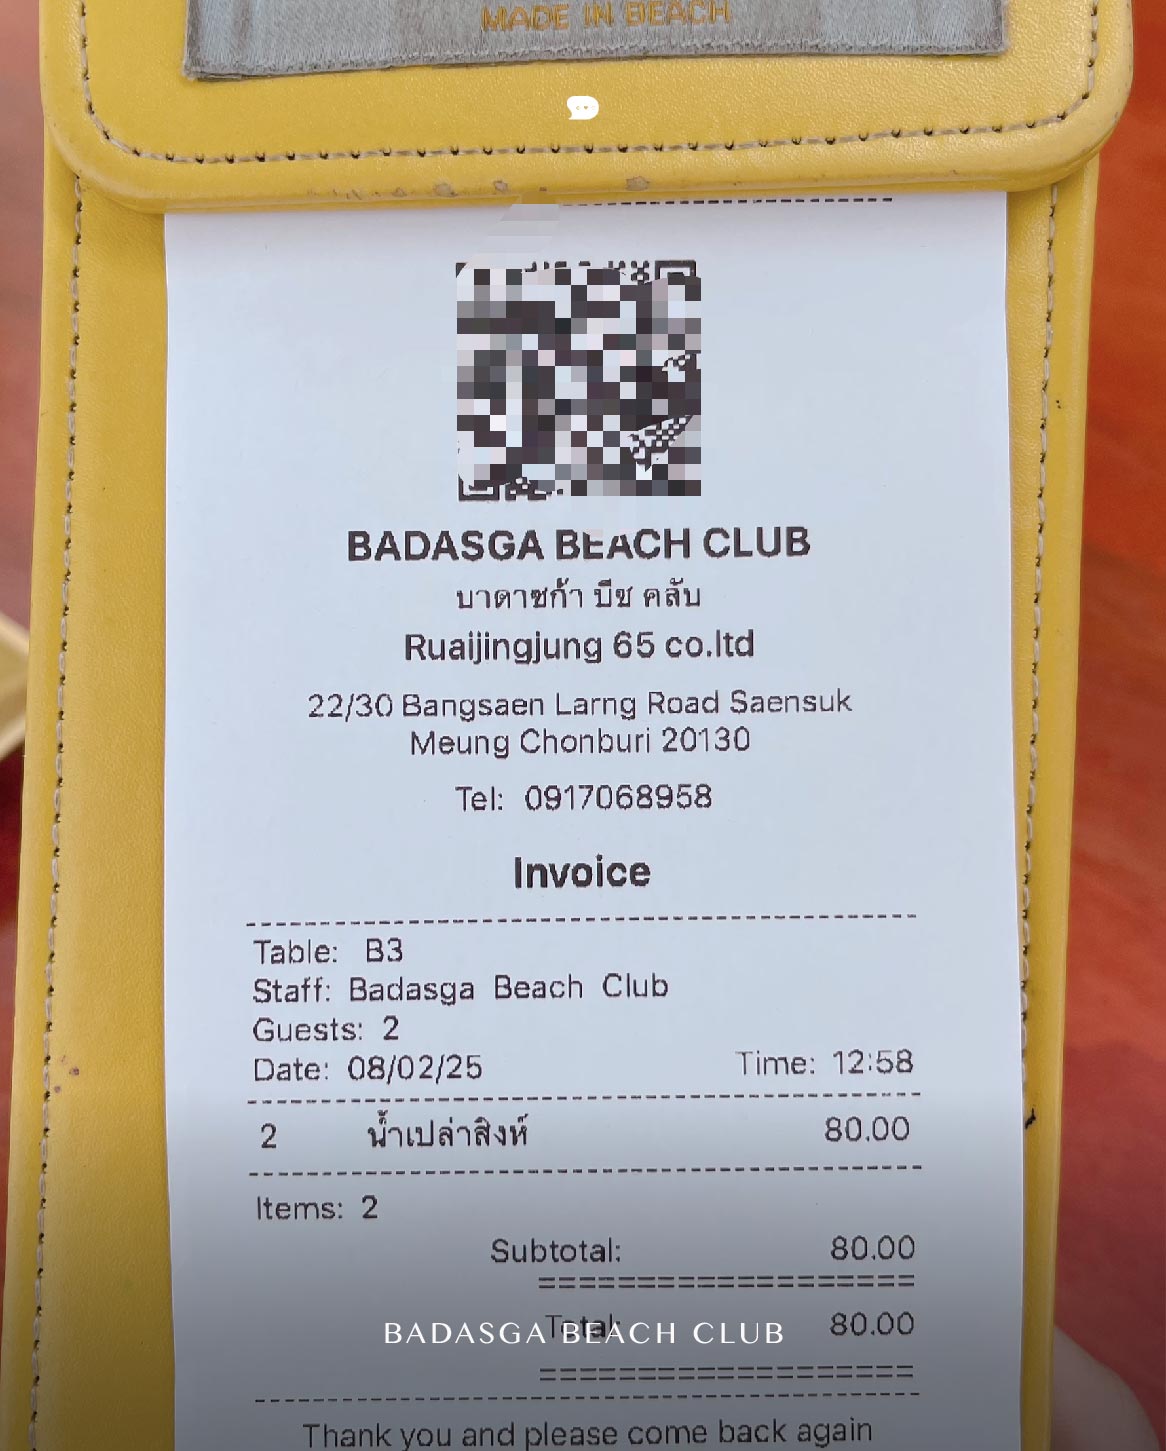 MADE IN BEACH
BADASGA BEACH CLUB
บาดาซก้า บีช คลับ
Ruaijingjung 65 co.ltd
22/30 Bangsaen Larng Road Saensuk
Meung Chonburi 20130
Tel: 0917068958
Invoice
Table: B3
Staff: Badasga Beach Club
Guests: 2
Date: 08/02/25 Time: 12:58
2 น้ำเปล่าสิงห์ 80.00
Items: 2
Subtotal: 80.00
Total: 80.00
BADASGA BEACH CLUB
Thank you and please come back again